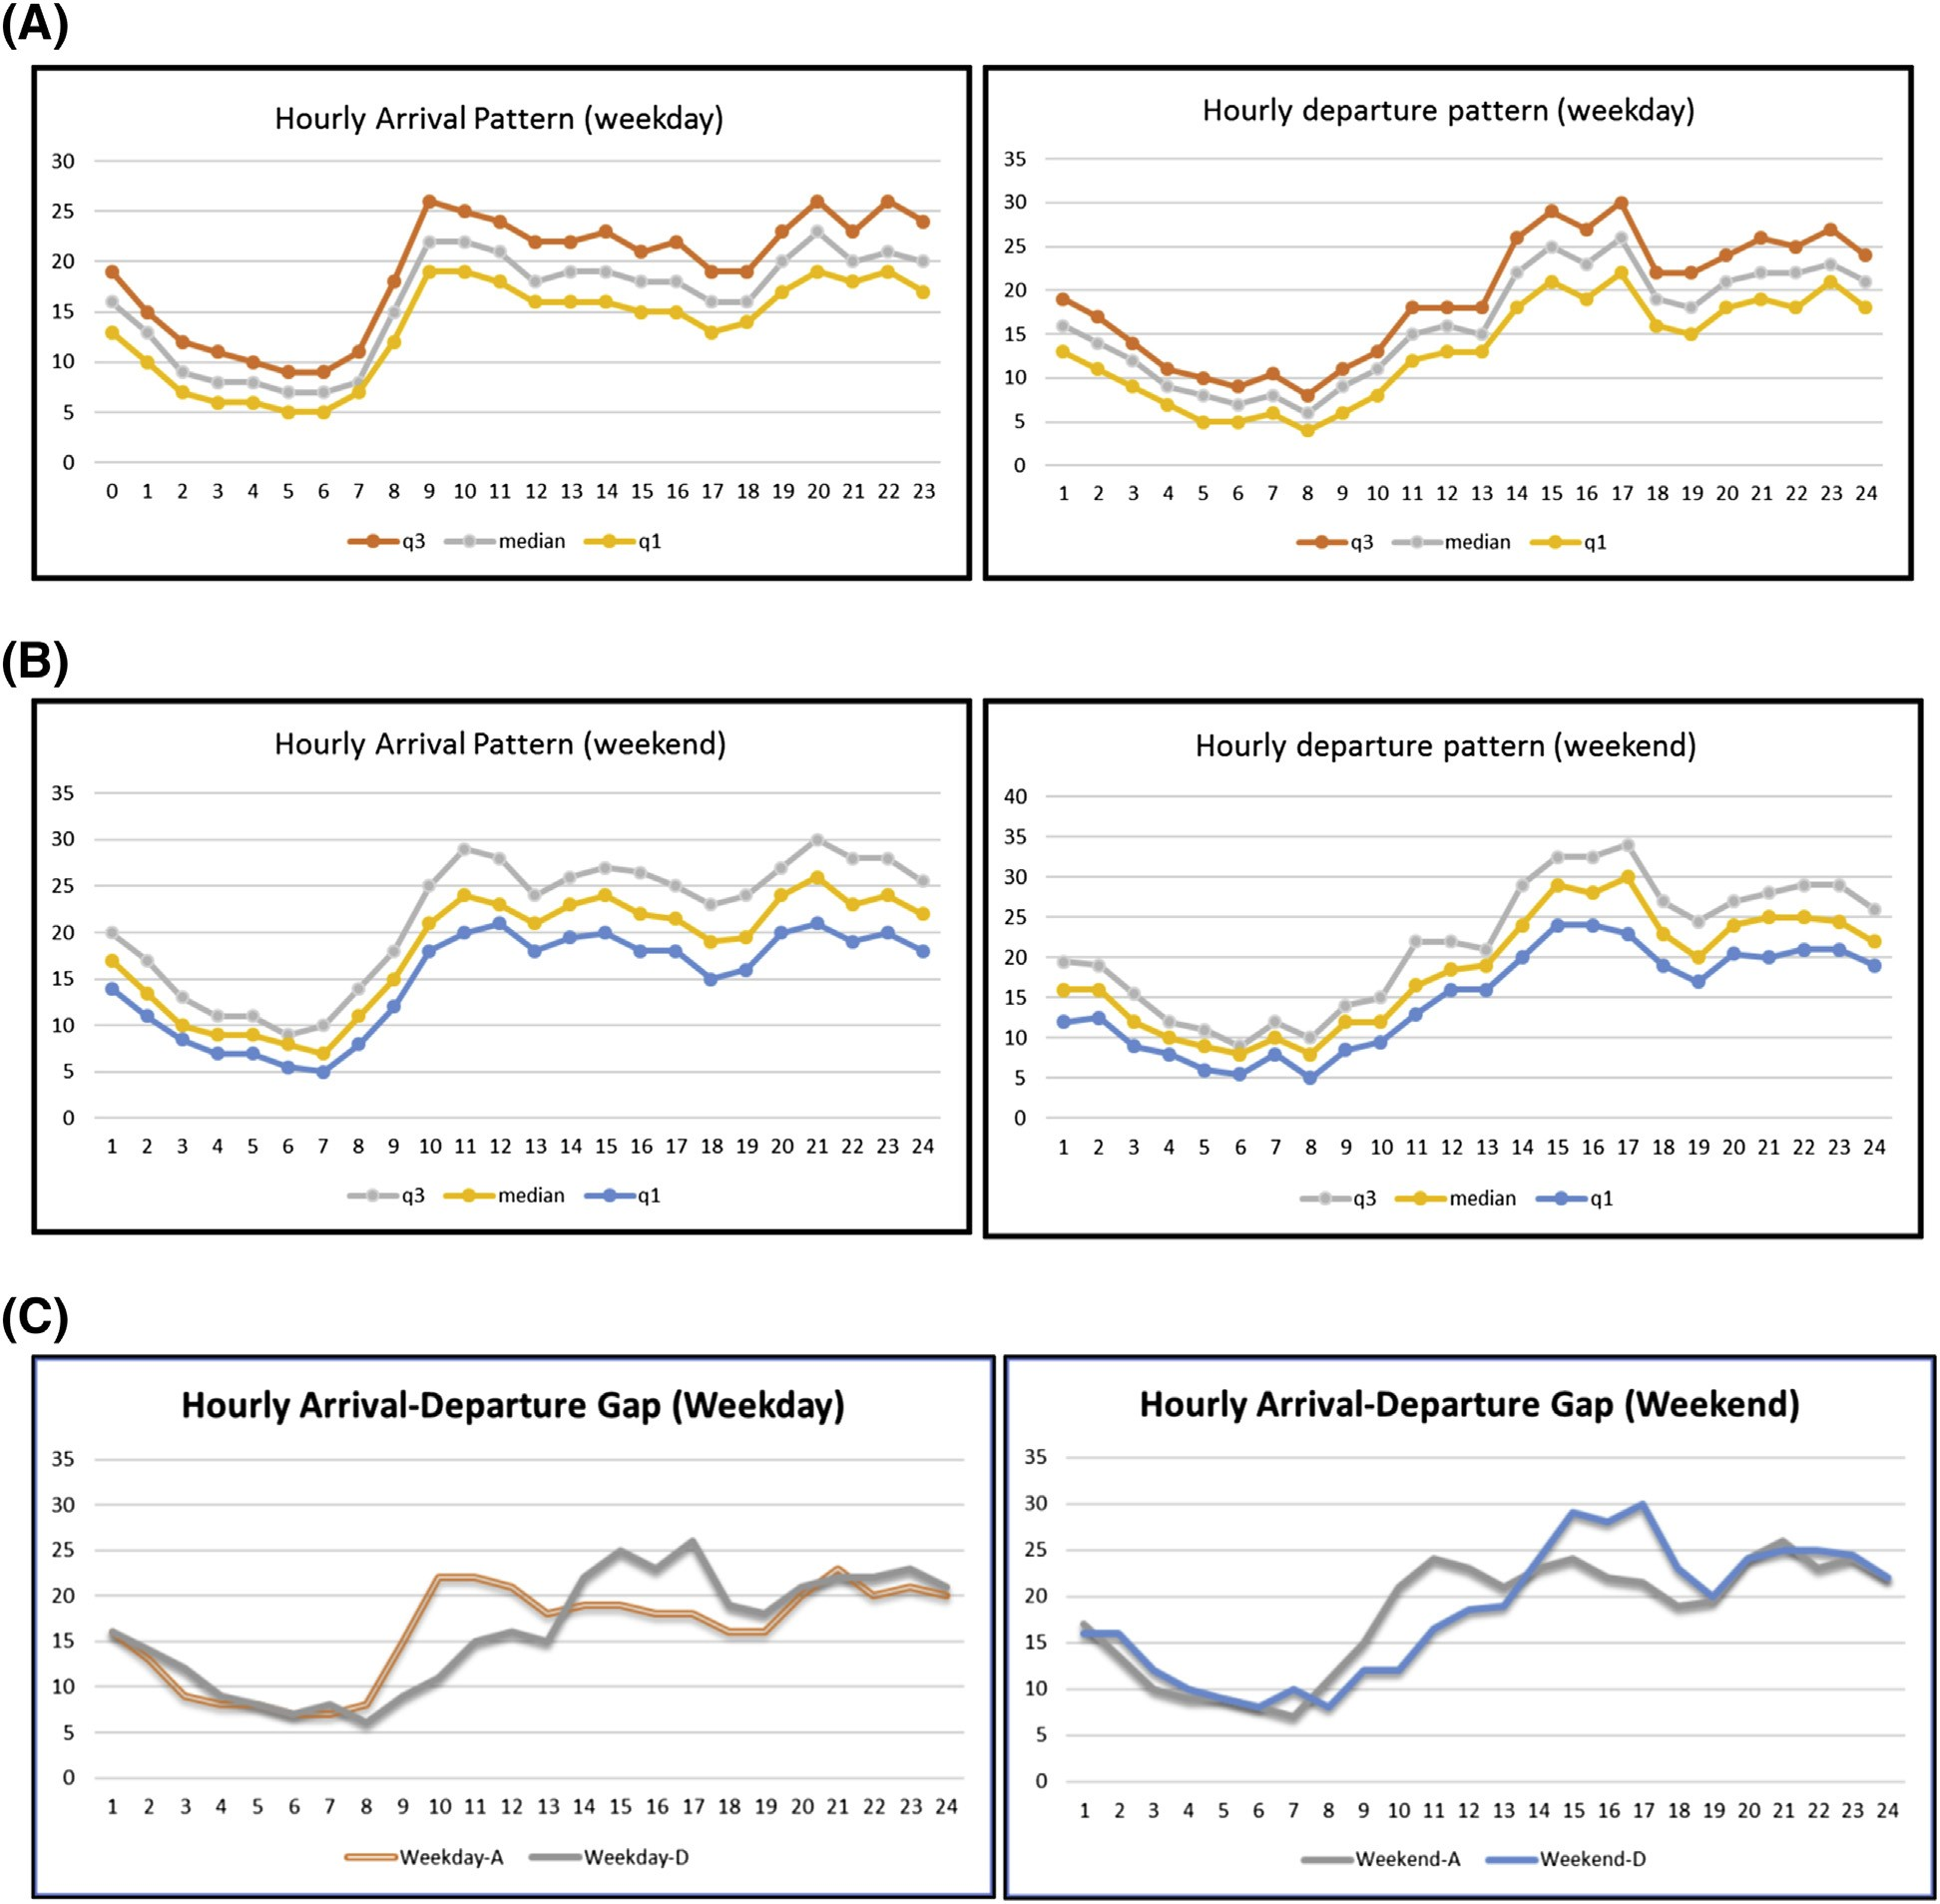 (A)
Hourly Arrival Pattern (weekday)
30
25
20
15
10
5
0
0 1 2 3 4 5 6 7 8 9 10 11 12 13 14 15 16 17 18 19 20 21 22 23
q3 median q1
Hourly departure pattern (weekday)
35
30
25
20
15
10
5
0
1 2 3 4 5 6 7 8 9 10 11 12 13 14 15 16 17 18 19 20 21 22 23 24
q3 median q1
(B)
Hourly Arrival Pattern (weekend)
35
30
25
20
15
10
5
0
1 2 3 4 5 6 7 8 9 10 11 12 13 14 15 16 17 18 19 20 21 22 23 24
q3 median q1
Hourly departure pattern (weekend)
40
35
30
25
20
15
10
5
0
1 2 3 4 5 6 7 8 9 10 11 12 13 14 15 16 17 18 19 20 21 22 23 24
q3 median q1
(C)
Hourly Arrival-Departure Gap (Weekday)
35
30
25
20
15
10
5
0
1 2 3 4 5 6 7 8 9 10 11 12 13 14 15 16 17 18 19 20 21 22 23 24
Weekday-A Weekday-D
Hourly Arrival-Departure Gap (Weekend)
35
30
25
20
15
10
5
0
1 2 3 4 5 6 7 8 9 10 11 12 13 14 15 16 17 18 19 20 21 22 23 24
Weekend-A Weekend-D